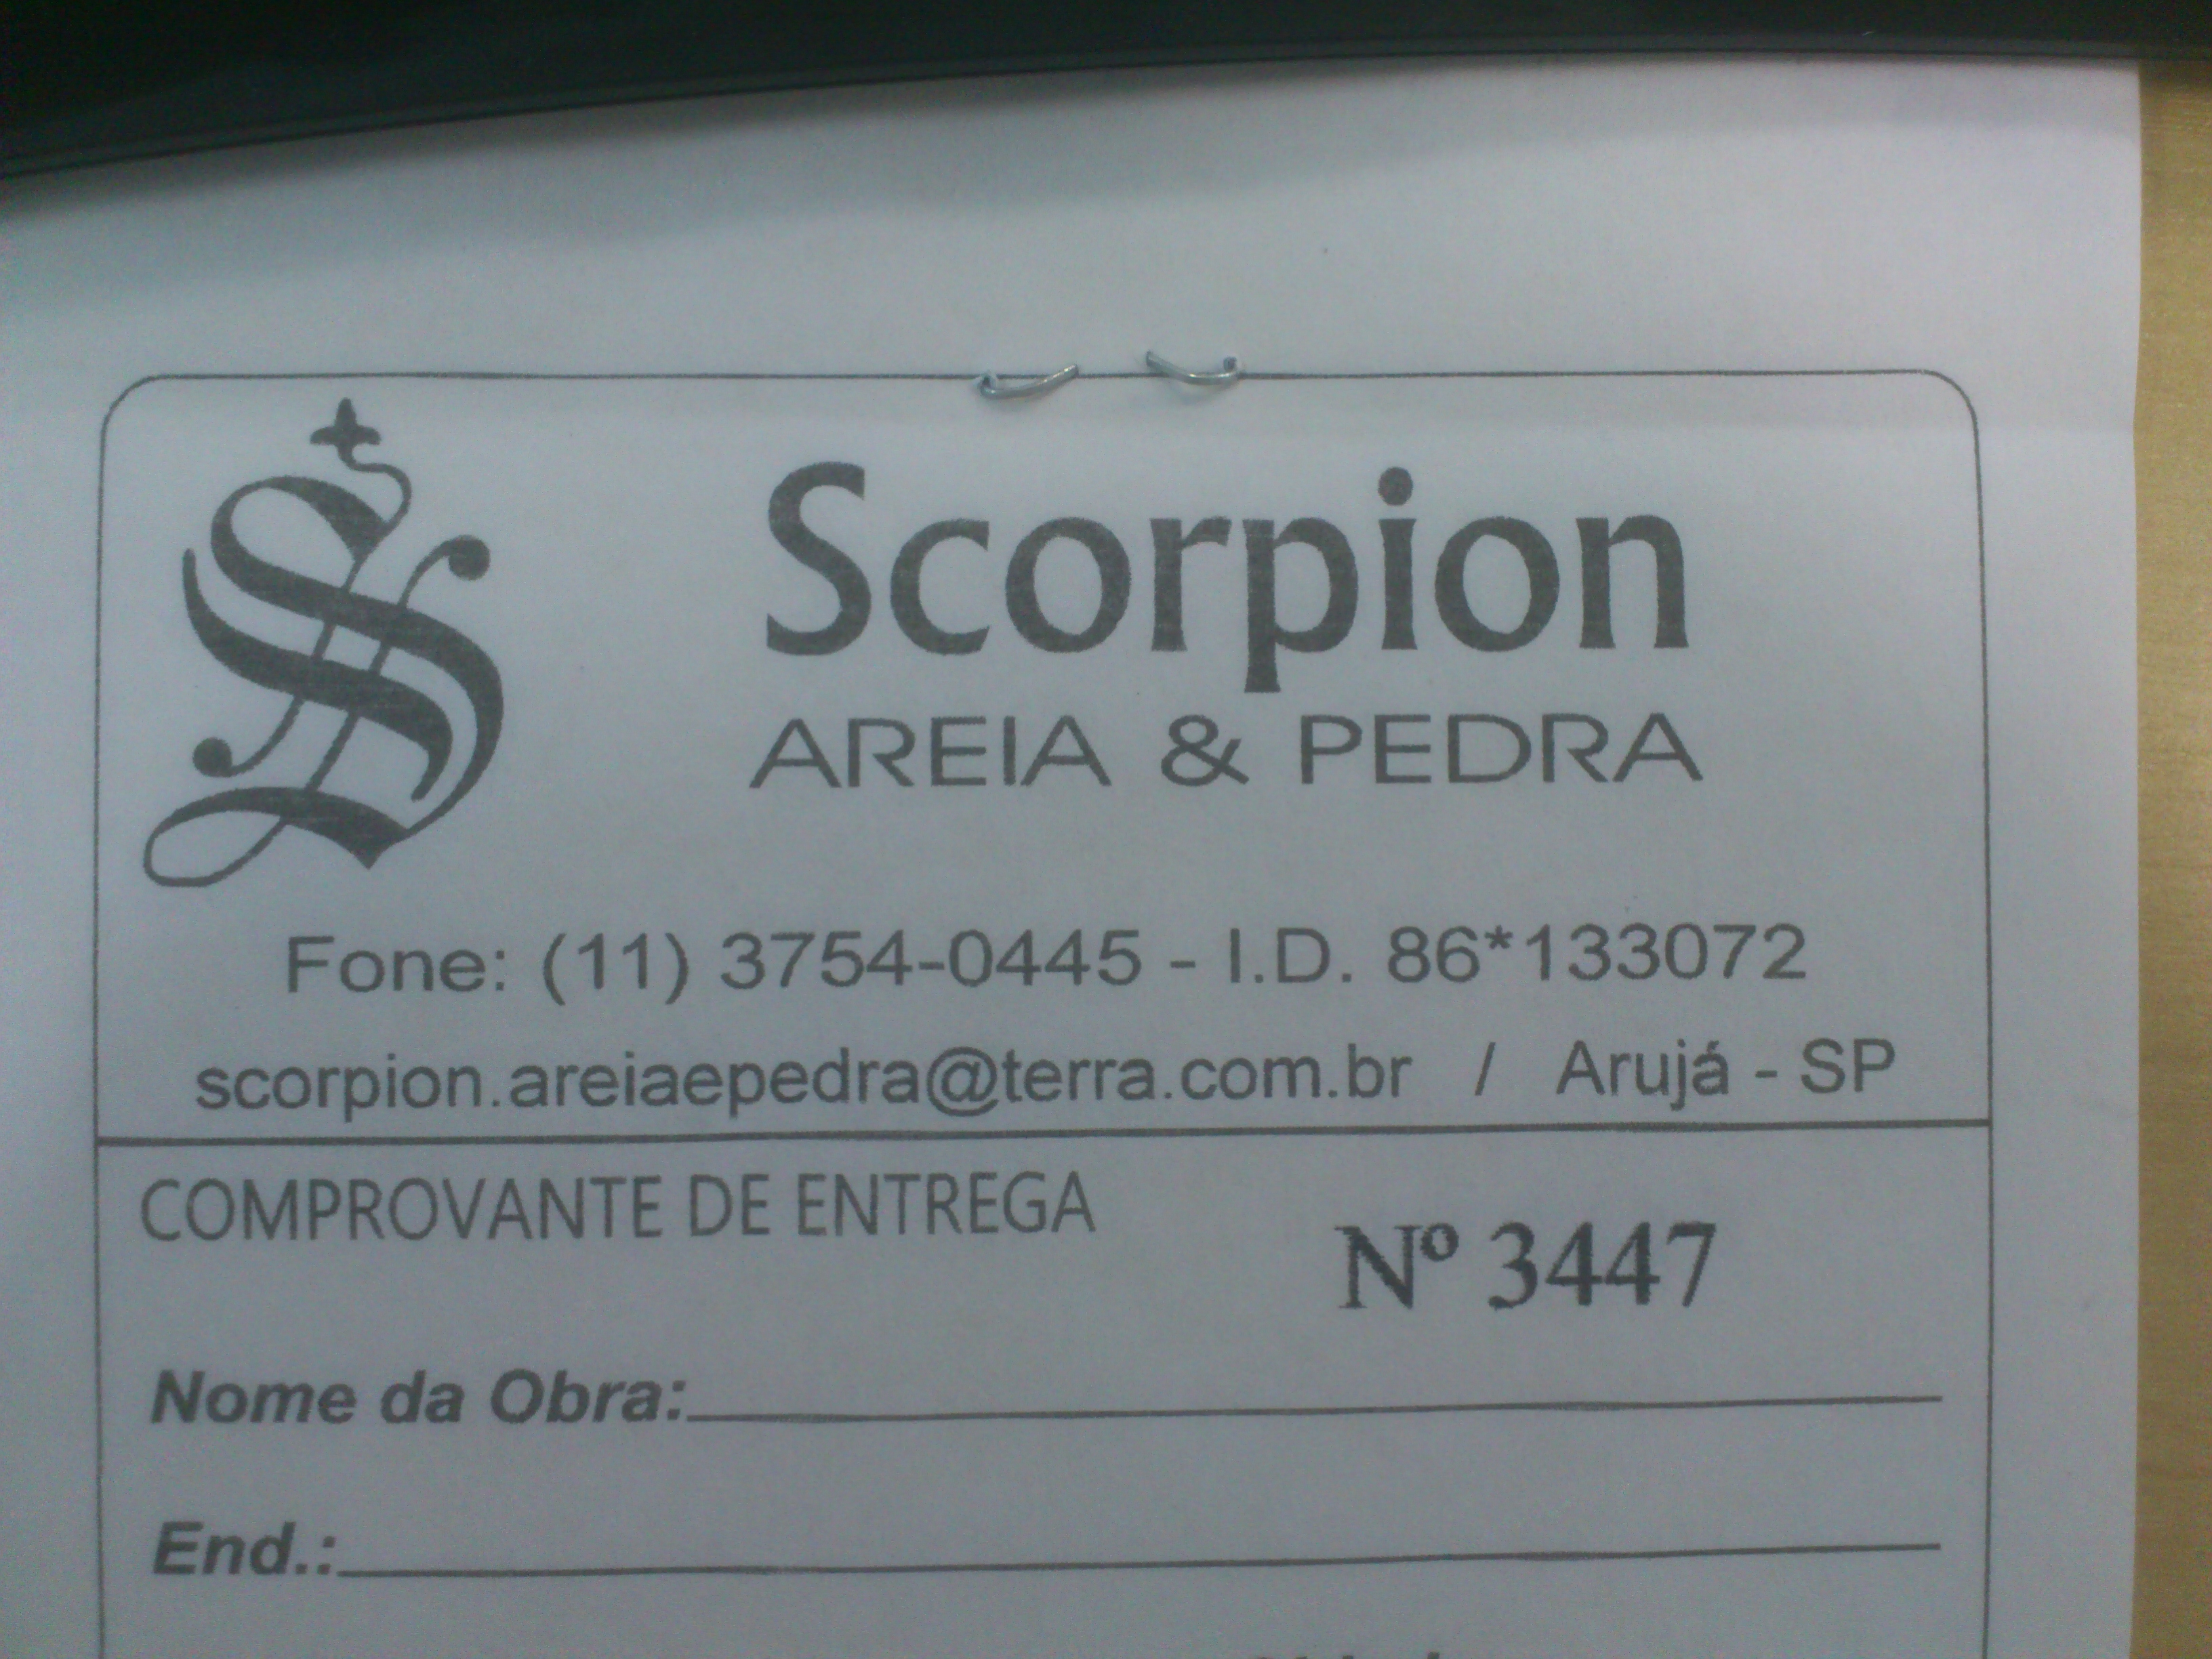 Scorpion
AREIA & PEDRA
Fone: (11) 3754-0445 - I.D. 86*133072
scorpion.areiaepedra@terra.com.br / Arujá - SP
COMPROVANTE DE ENTREGA
Nº 3447
Nome da Obra:
End.: